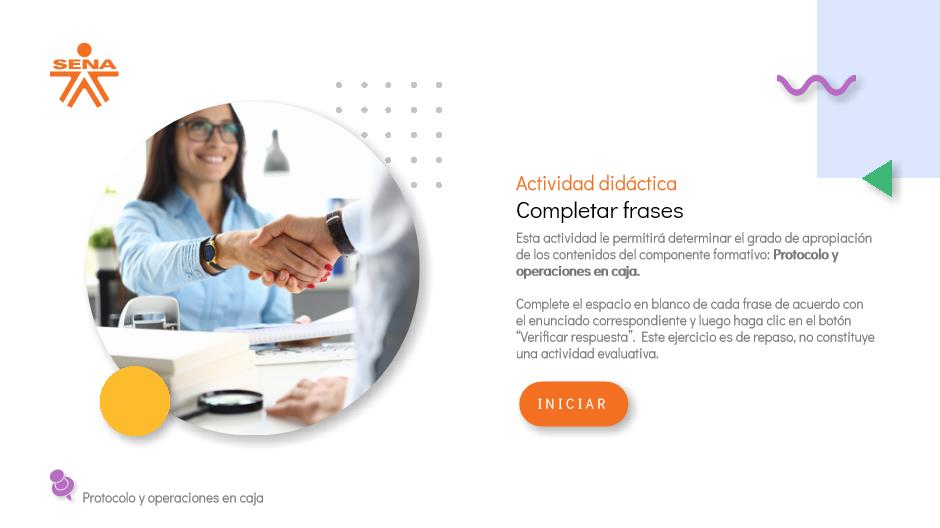 SENA
Actividad didáctica
Completar frases
Esta actividad le permitirá determinar el grado de apropiación
de los contenidos del componente formativo: Protocolo y
operaciones en caja.
Complete el espacio en blanco de cada frase de acuerdo con
el enunciado correspondiente y luego haga clic en el botón
“Verificar respuesta”. Este ejercicio es de repaso, no constituye
una actividad evaluativa.
INICIAR
Protocolo y operaciones en caja